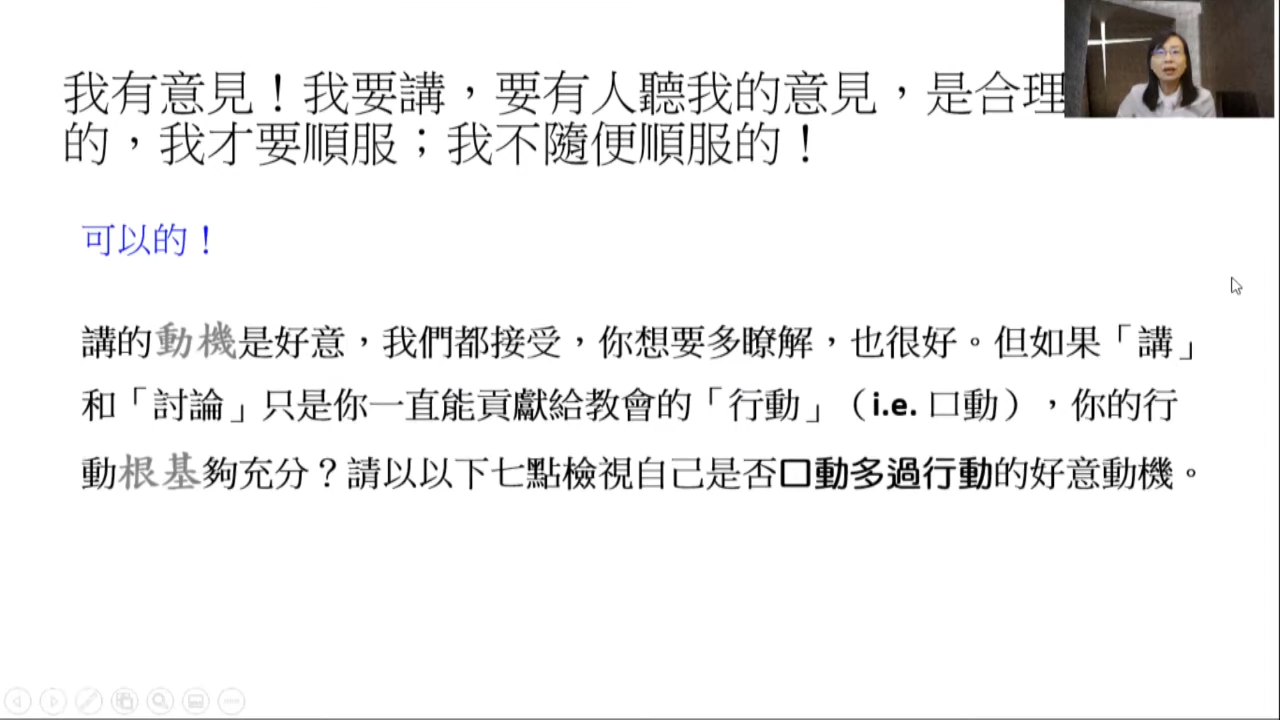 我有意見！我要講，要有人聽我的意見，是合理
的，我才要順服；我不隨便順服的！
可以的！
講的動機是好意，我們都接受，你想要多瞭解，也很好。但如果「講」
和「討論」只是你一直能貢獻給教會的「行動」（i.e. 口動），你的行
動根基夠充分？請以以下七點檢視自己是否口動多過行動的好意動機。